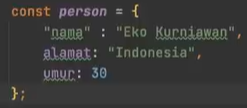 const person = {
    "nama" : "Eko Kurniawan",
    alamat: "Indonesia",
    umur: 30
};